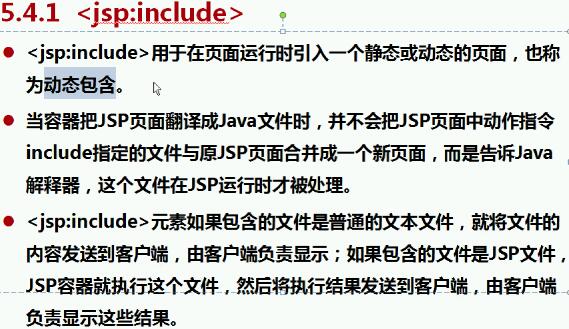 5.4.1 <jsp:include>
<jsp:include>用于在页面运行时引入一个静态或动态的页面，也称
为动态包含。
当容器把JSP页面翻译成Java文件时，并不会把JSP页面中动作指令
include指定的文件与原JSP页面合并成一个新页面，而是告诉Java
解释器，这个文件在JSP运行时才被处理。
<jsp:include>元素如果包含的文件是普通的文本文件，就将文件的
内容发送到客户端，由客户端负责显示；如果包含的文件是JSP文件，
JSP容器就执行这个文件，然后将执行结果发送到客户端，由客户端
负责显示这些结果。